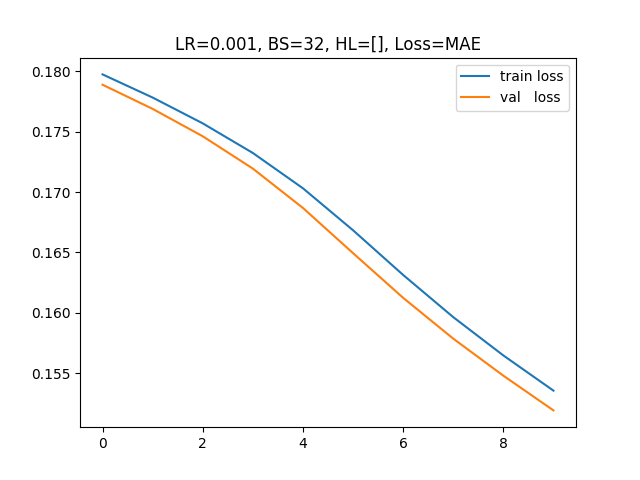 LR=0.001, BS=32, HL=[], Loss=MAE
train loss
val   loss
0.180
0.175
0.170
0.165
0.160
0.155
0 2 4 6 8